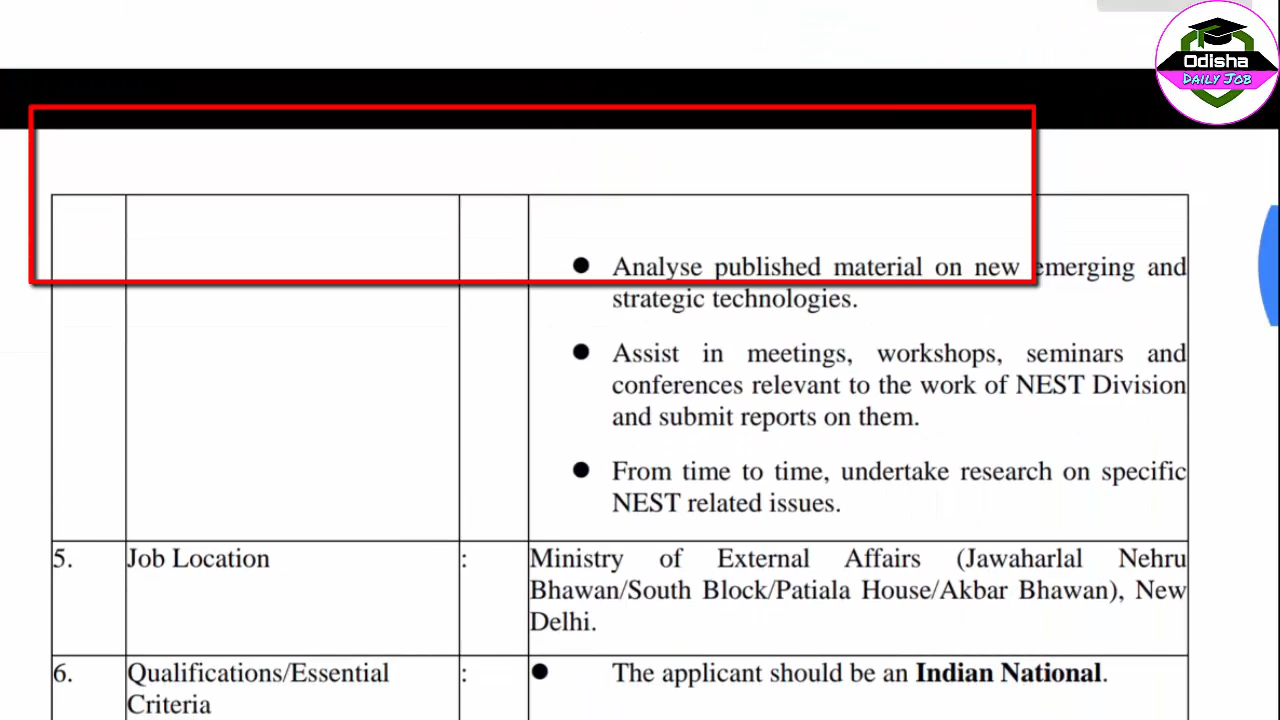 Odisha
DAILY JOB
● Analyse published material on new emerging and
strategic technologies.
● Assist in meetings, workshops, seminars and
conferences relevant to the work of NEST Division
and submit reports on them.
● From time to time, undertake research on specific
NEST related issues.
5. Job Location : Ministry of External Affairs (Jawaharlal Nehru
Bhawan/South Block/Patiala House/Akbar Bhawan), New
Delhi.
6. Qualifications/Essential : ● The applicant should be an Indian National.
Criteria